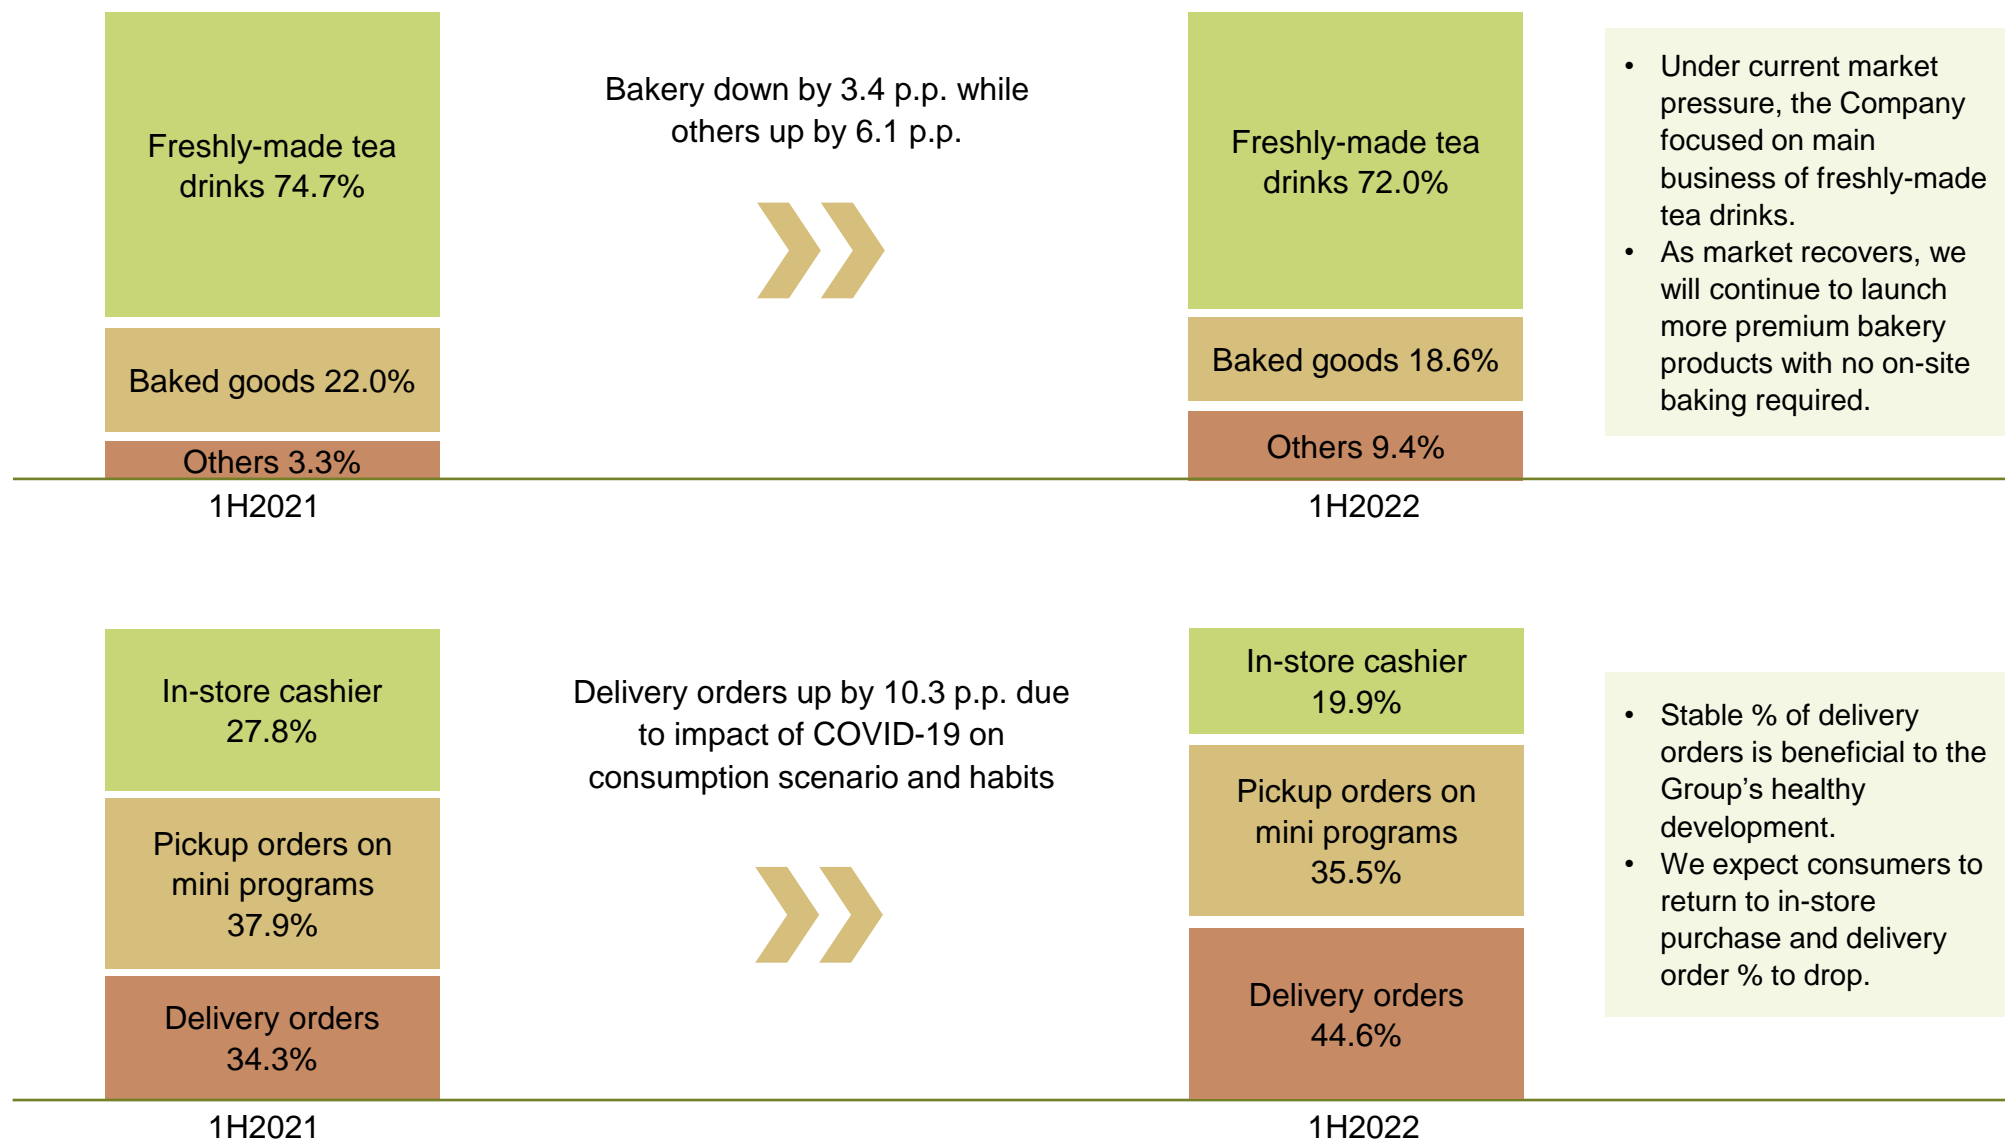 Freshly-made tea
drinks 74.7%
Baked goods 22.0%
Others 3.3%
1H2021
Bakery down by 3.4 p.p. while
others up by 6.1 p.p.
Freshly-made tea
drinks 72.0%
Baked goods 18.6%
Others 9.4%
1H2022
• Under current market
pressure, the Company
focused on main
business of freshly-made
tea drinks.
• As market recovers, we
will continue to launch
more premium bakery
products with no on-site
baking required.
In-store cashier
27.8%
Pickup orders on
mini programs
37.9%
Delivery orders
34.3%
1H2021
Delivery orders up by 10.3 p.p. due
to impact of COVID-19 on
consumption scenario and habits
In-store cashier
19.9%
Pickup orders on
mini programs
35.5%
Delivery orders
44.6%
1H2022
• Stable % of delivery
orders is beneficial to the
Group’s healthy
development.
• We expect consumers to
return to in-store
purchase and delivery
order % to drop.